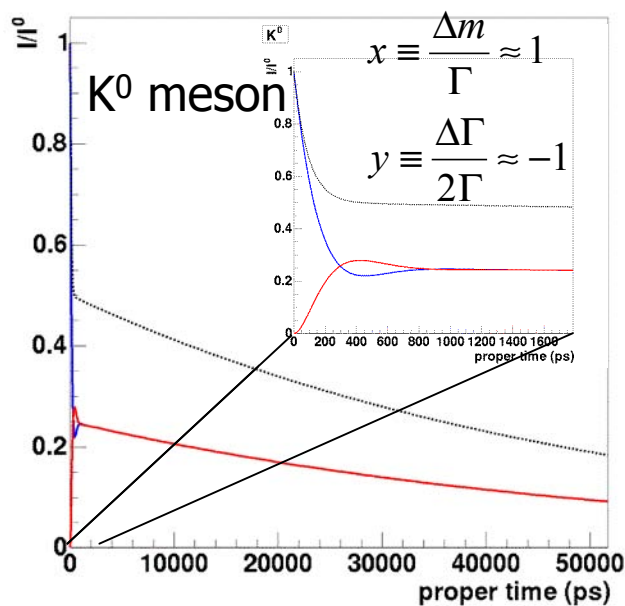 I/I⁰
1
0.8
0.6
0.4
0.2
0
0 10000 20000 30000 40000 50000
proper time (ps)
K⁰ meson
K⁰
I/I⁰
1
0.8
0.6
0.4
0.2
0
0 200 400 600 800 1000 1200 1400 1600
proper time (ps)
x ≡ Δm/Γ ≈ 1
y ≡ ΔΓ/2Γ ≈ −1